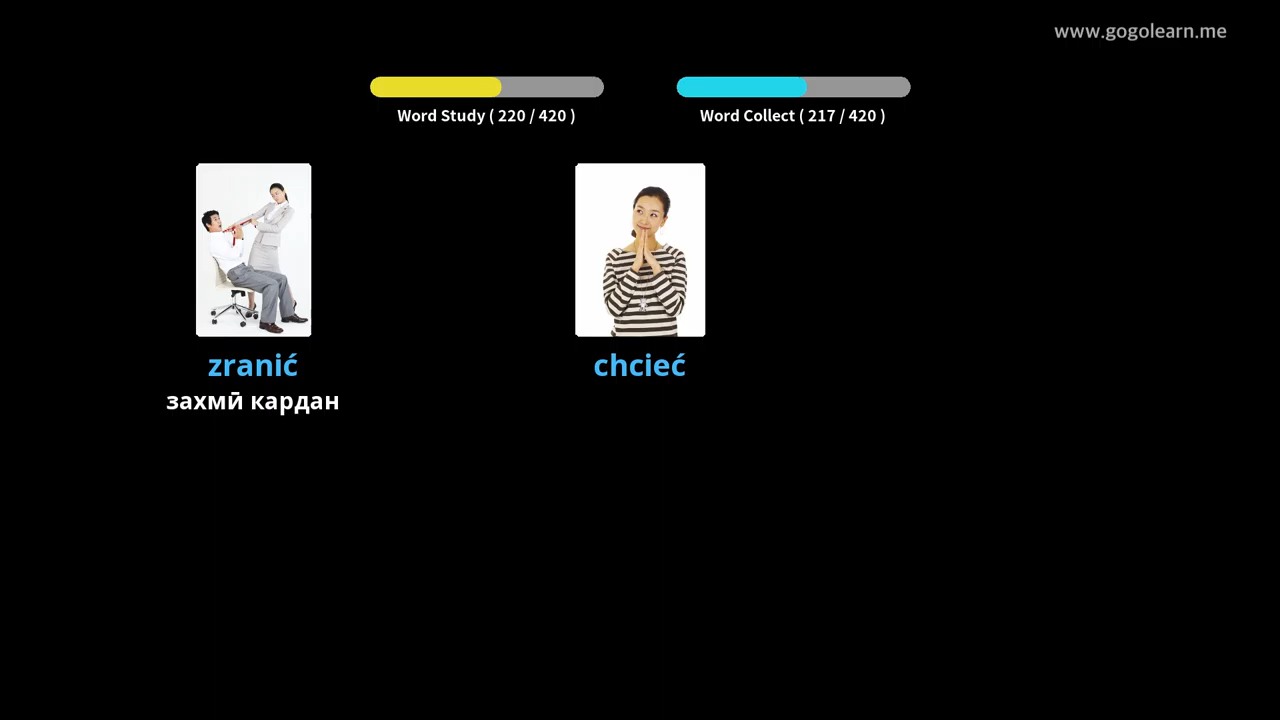 www.gogolearn.me
Word Study ( 220 / 420 )
Word Collect ( 217 / 420 )
zranić
захмӣ кардан
chcieć